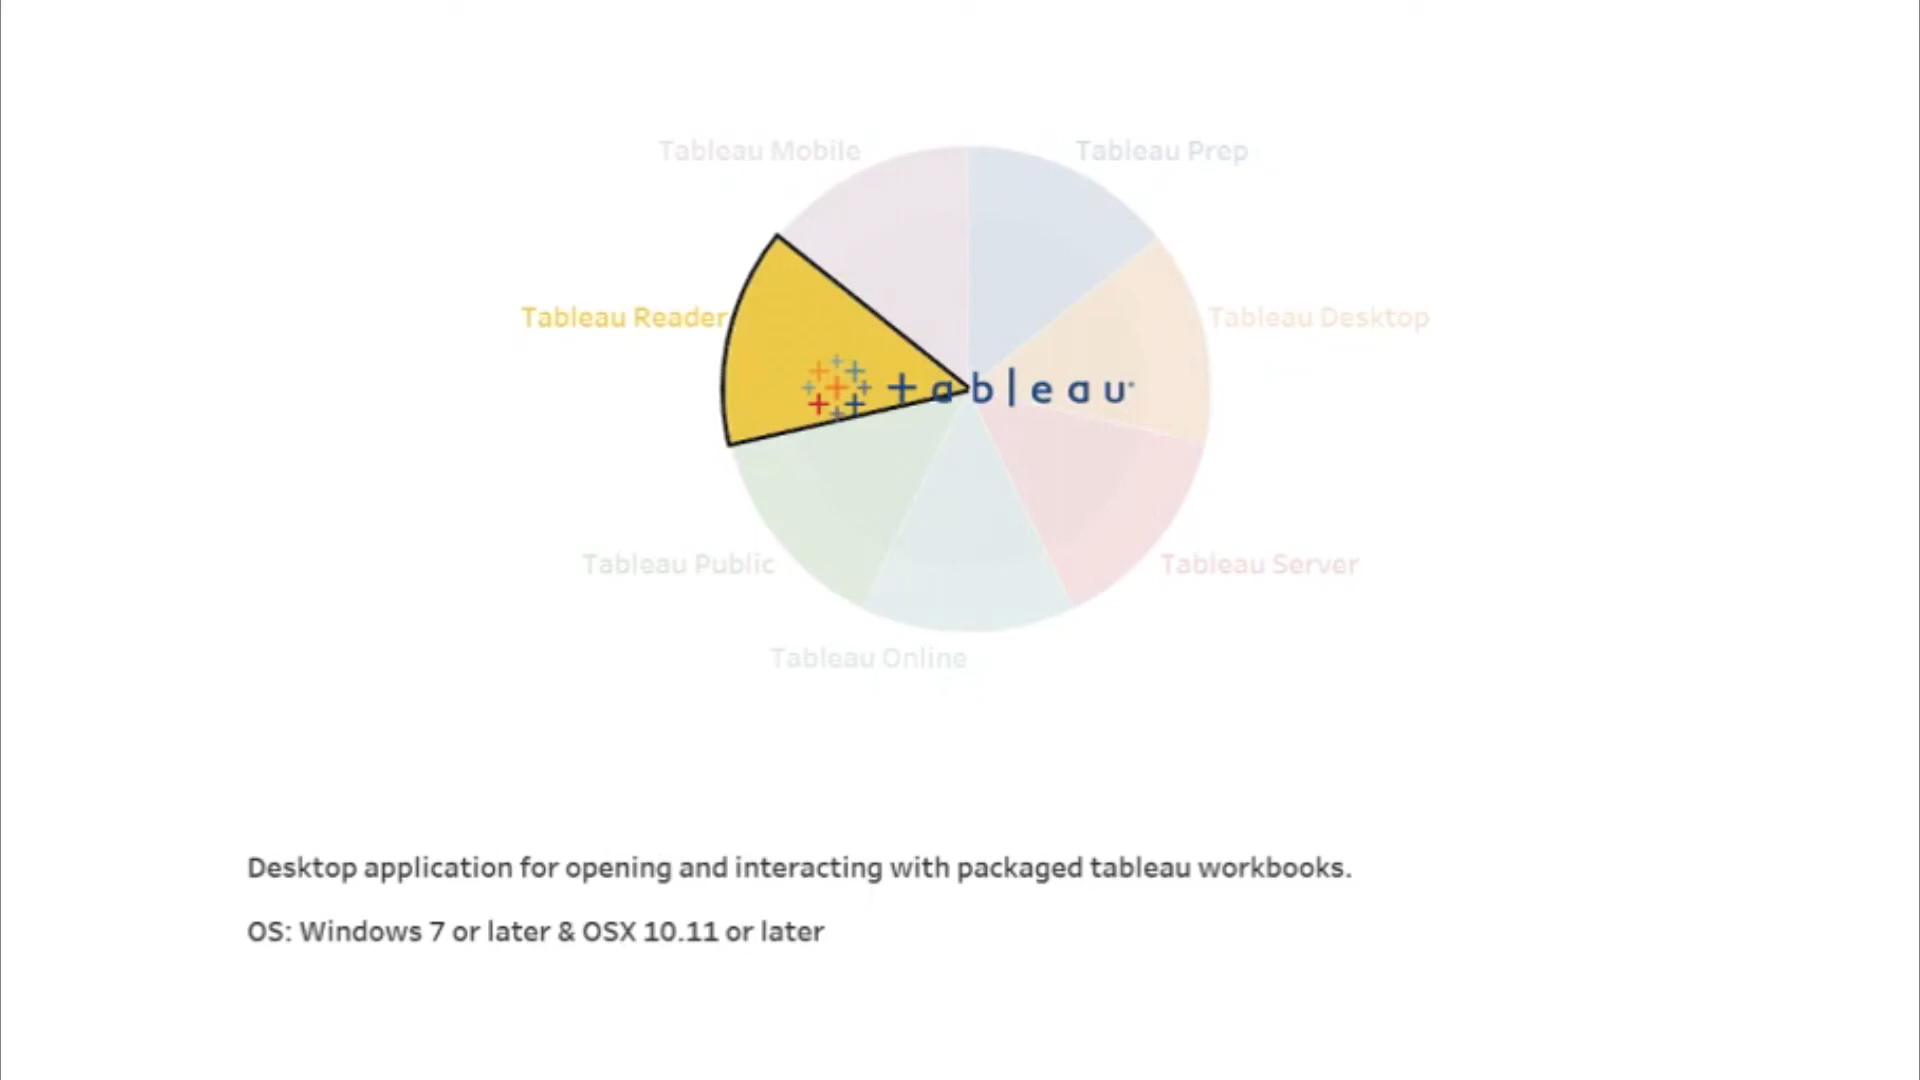 Tableau Mobile
Tableau Prep
Tableau Reader
Tableau Desktop
tableau
Tableau Public
Tableau Server
Tableau Online
Desktop application for opening and interacting with packaged tableau workbooks.
OS: Windows 7 or later & OSX 10.11 or later